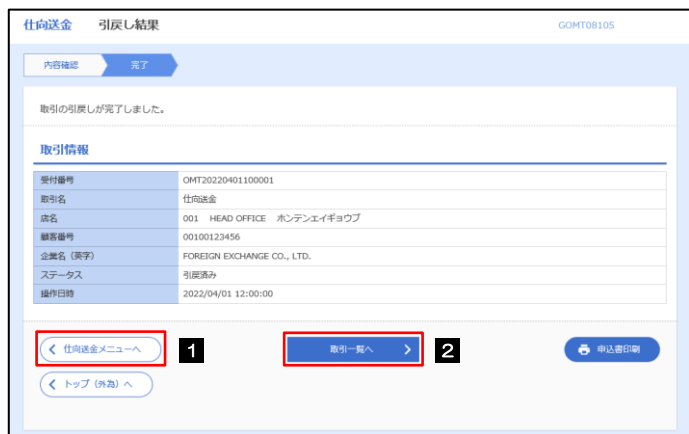 仕向送金 引戻し結果 GOMT08105
内容確認 完了
取引の引戻しが完了しました。
取引情報
受付番号 OMT20220401100001
取引名 仕向送金
店名 001 HEAD OFFICE ホンテンエイギョウブ
顧客番号 00100123456
企業名（英字） FOREIGN EXCHANGE CO., LTD.
ステータス 引戻済み
操作日時 2022/04/01 12:00:00
仕向送金メニューへ 1 取引一覧へ 2 申込書印刷
トップ（外為）へ